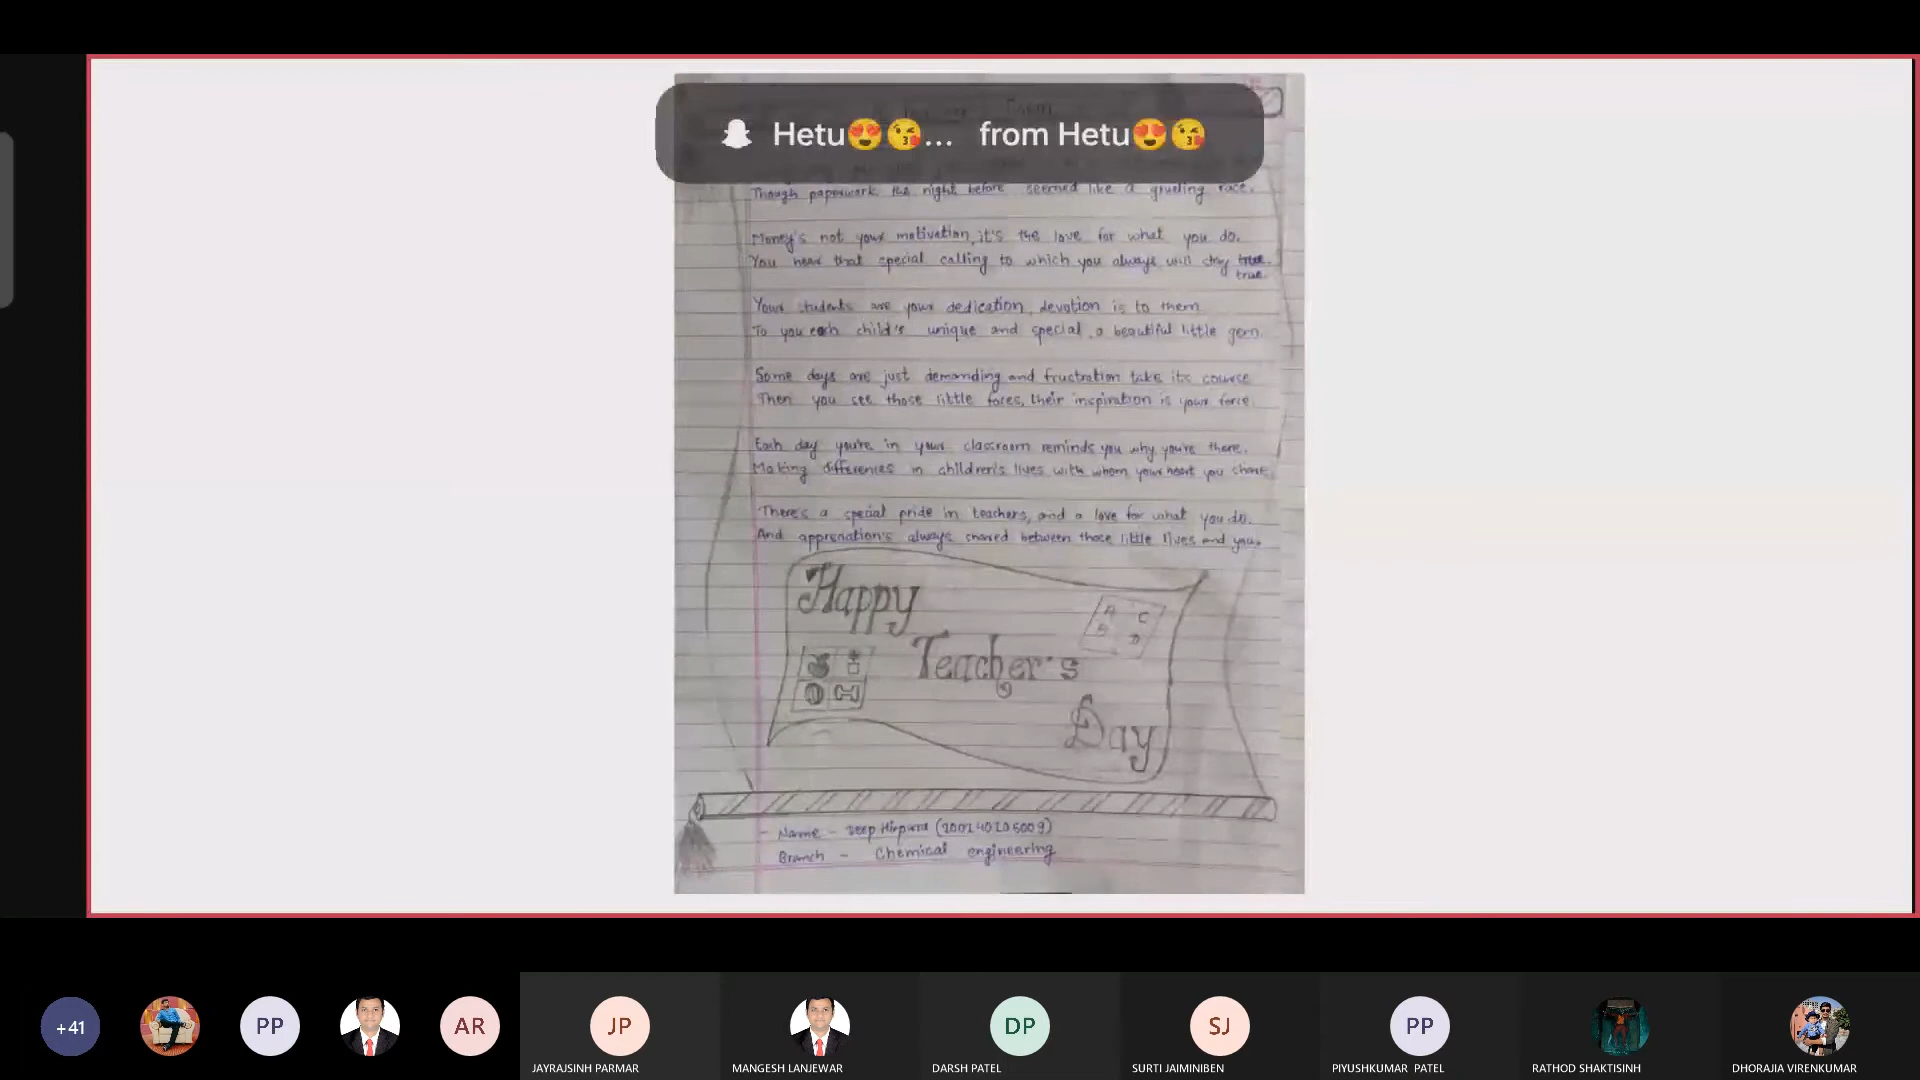 Hetu😍😘... from Hetu😍😘
Though paperwork the night before seemed like a grueling race.
Money's not your motivation, it's the love for what you do.
You hear that special calling to which you always will stay true
true.
Your students are your dedication, devotion is to them
To you each child's unique and special, a beautiful little gem.
Some days are just demanding and frustration take its course
Then you see those little faces, their inspiration is your force.
Each day you're in your classroom reminds you why you're there.
Making differences in children's lives with whom your heart you share.
There's a special pride in teachers, and a love for what you do.
And appreciation's always shared between those little lives and you.
Happy
A C
B D
Teacher's
Day
Name - Deep Hirpara
Branch - Chemical engineering
+41
PP
AR
JP
DP
SJ
PP
JAYRAJSINH PARMAR
MANGESH LANJEWAR
DARSH PATEL
SURTI JAIMINIBEN
PIYUSHKUMAR PATEL
RATHOD SHAKTISINH
DHORAJIA VIRENKUMAR